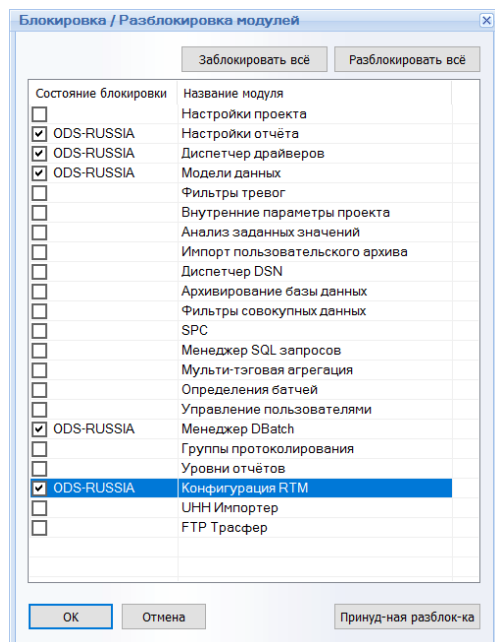 Блокировка / Разблокировка модулей
Заблокировать всё Разблокировать всё
Состояние блокировки Название модуля
Настройки проекта
ODS-RUSSIA Настройки отчёта
ODS-RUSSIA Диспетчер драйверов
ODS-RUSSIA Модели данных
Фильтры тревог
Внутренние параметры проекта
Анализ заданных значений
Импорт пользовательского архива
Диспетчер DSN
Архивирование базы данных
Фильтры совокупных данных
SPC
Менеджер SQL запросов
Мульти-тэговая агрегация
Определения батчей
Управление пользователями
ODS-RUSSIA Менеджер DBatch
Группы протоколирования
Уровни отчётов
ODS-RUSSIA Конфигурация RTM
UHH Импортер
FTP Трасфер
OK Отмена Принуд-ная разблок-ка